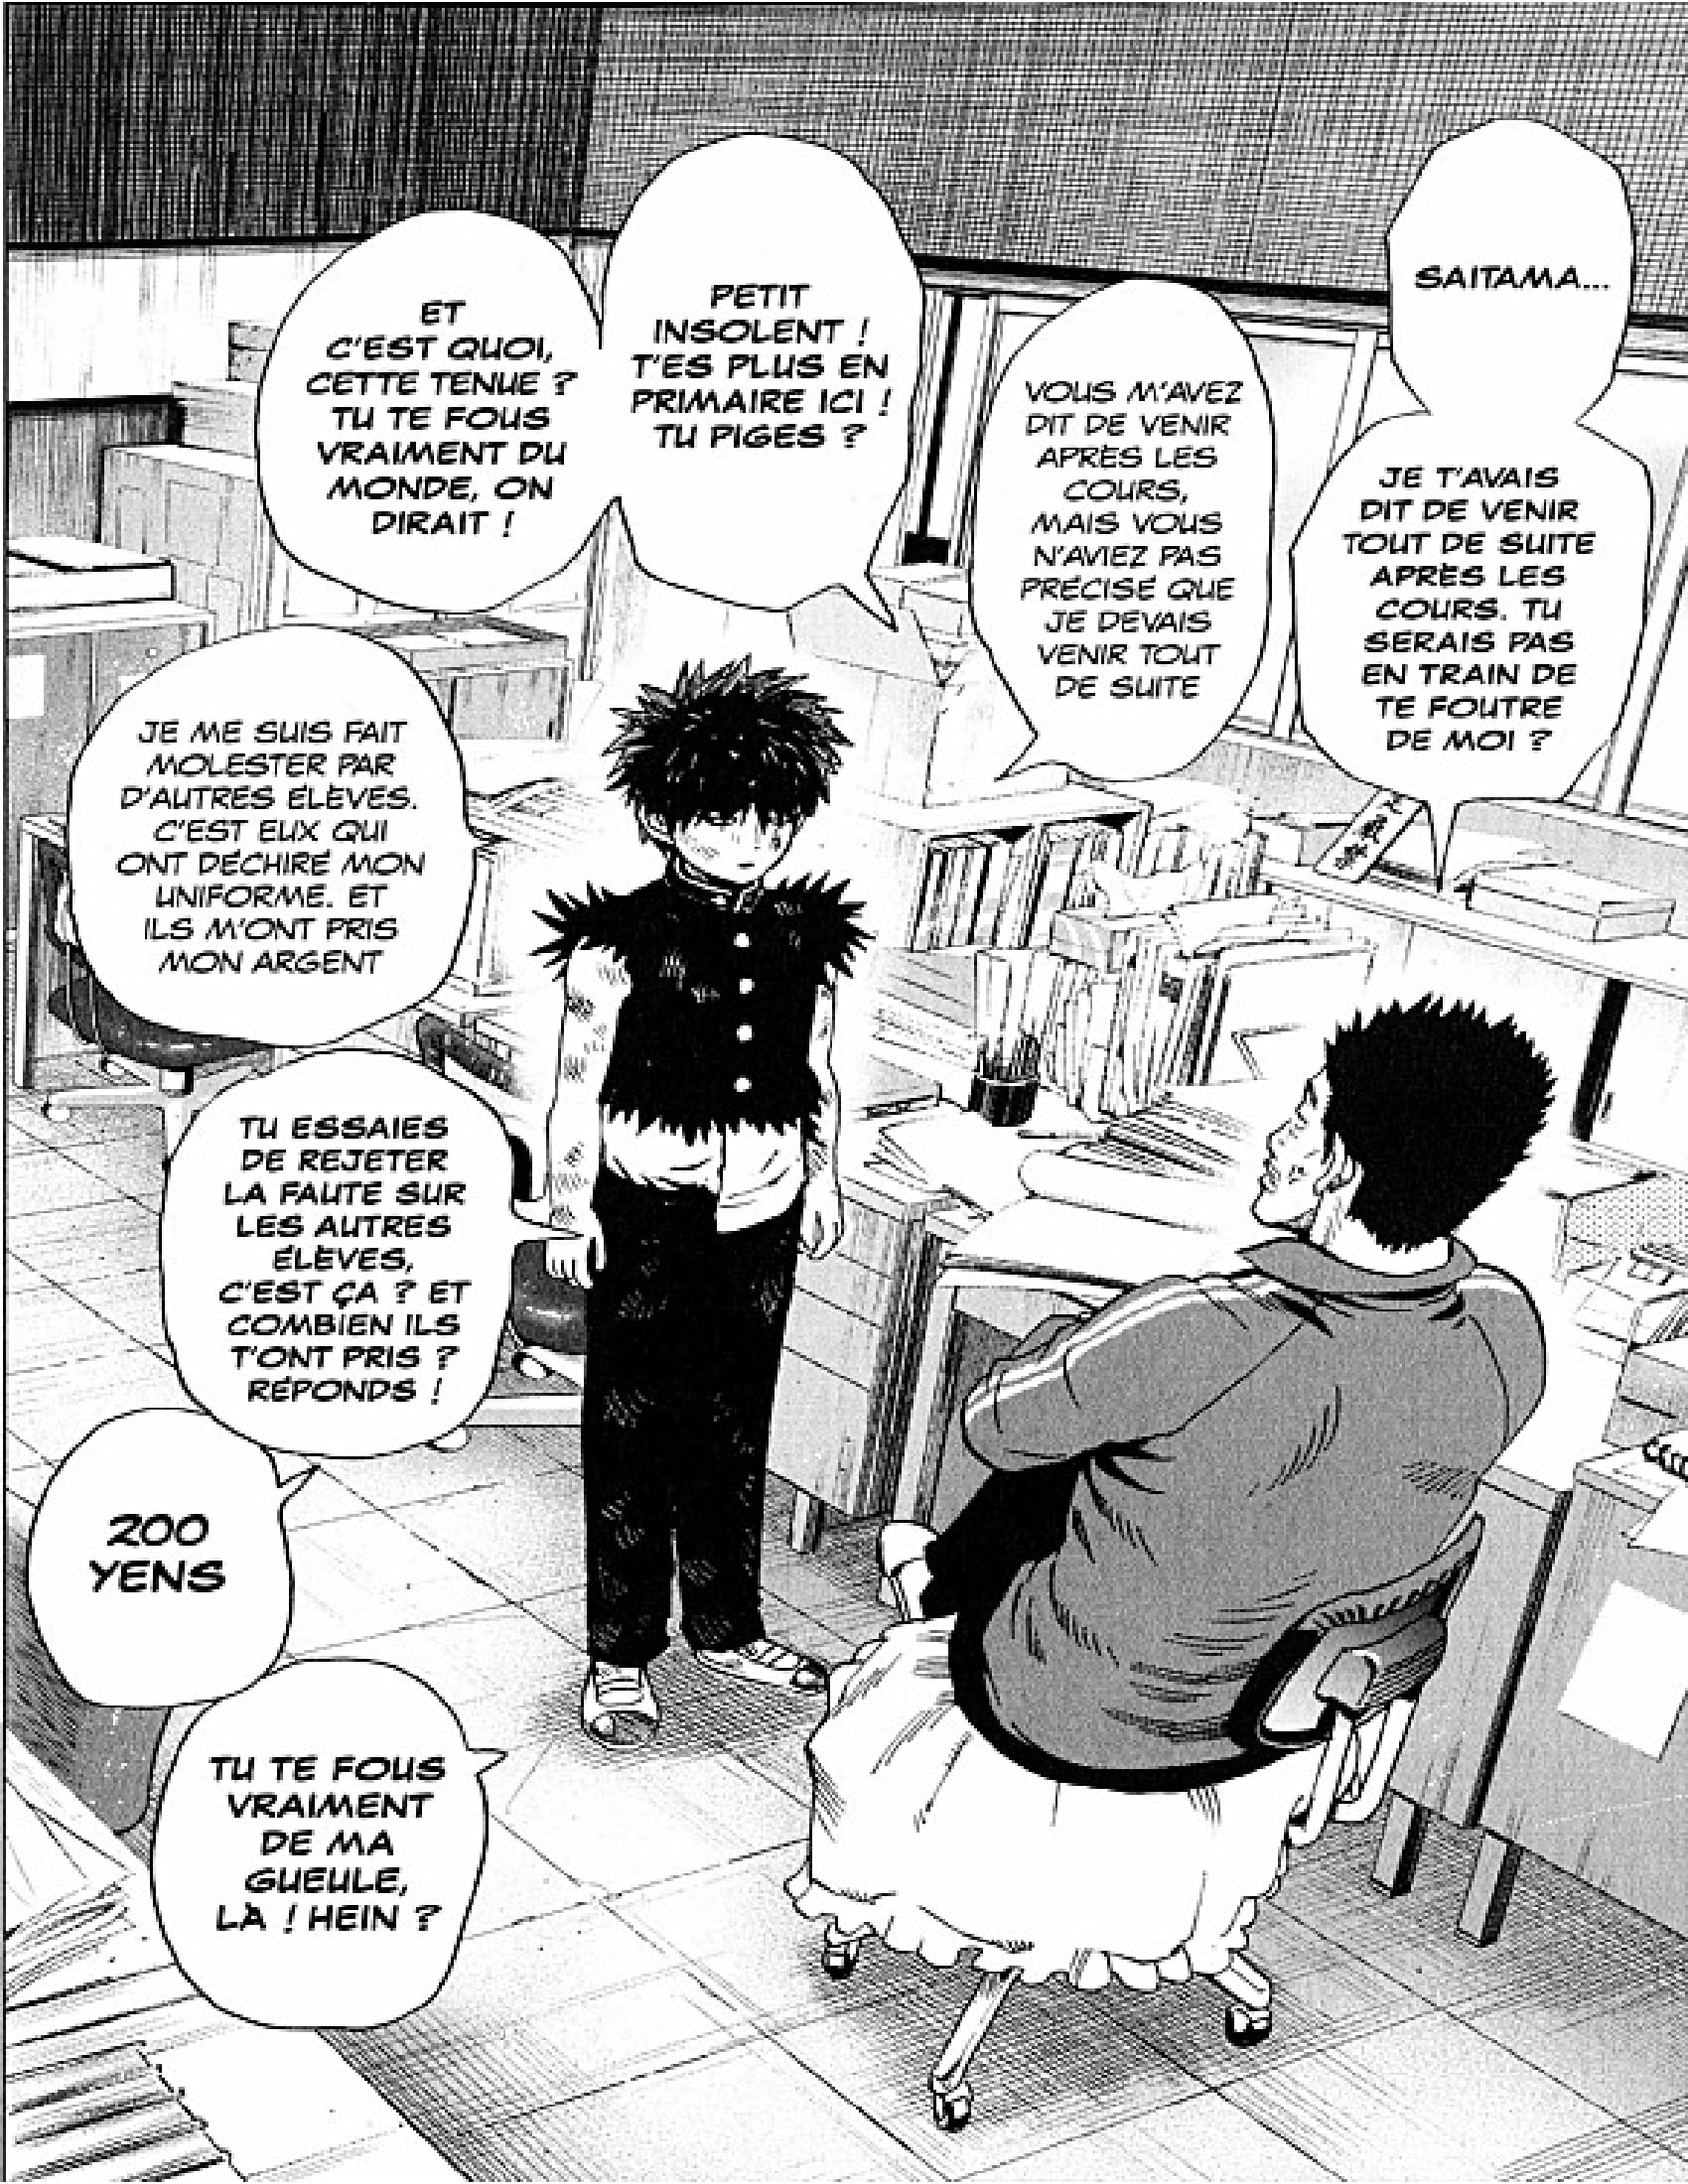 SAITAMA...
JE T'AVAIS
DIT DE VENIR
TOUT DE SUITE
APRÈS LES
COURS. TU
SERAIS PAS
EN TRAIN DE
TE FOUTRE
DE MOI ?
VOUS M'AVEZ
DIT DE VENIR
APRÈS LES
COURS,
MAIS VOUS
N'AVIEZ PAS
PRÉCISÉ QUE
JE DEVAIS
VENIR TOUT
DE SUITE
PETIT
INSOLENT !
T'ES PLUS EN
PRIMAIRE ICI !
TU PIGES ?
ET
C'EST QUOI,
CETTE TENUE ?
TU TE FOUS
VRAIMENT DU
MONDE, ON
DIRAIT !
JE ME SUIS FAIT
MOLESTER PAR
D'AUTRES ÉLÈVES.
C'EST EUX QUI
ONT DÉCHIRÉ MON
UNIFORME. ET
ILS M'ONT PRIS
MON ARGENT
TU ESSAIES
DE REJETER
LA FAUTE SUR
LES AUTRES
ÉLÈVES,
C'EST ÇA ? ET
COMBIEN ILS
T'ONT PRIS ?
RÉPONDS !
200
YENS
TU TE FOUS
VRAIMENT
DE MA
GUEULE,
LÀ ! HEIN ?